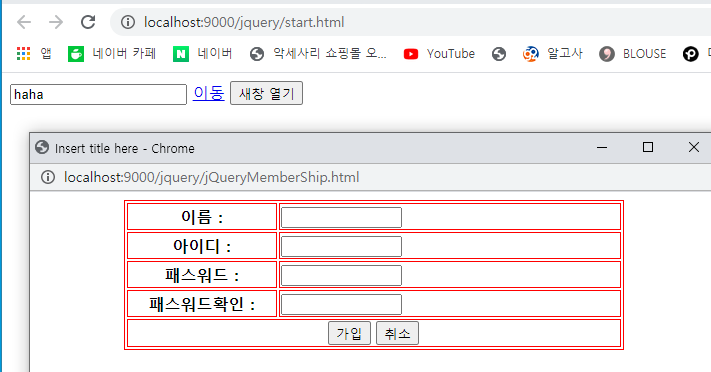 localhost:9000/jquery/start.html
앱 네이버 카페 네이버 악세사리 쇼핑몰 오... YouTube 알고사 BLOUSE
haha 이동 새창 열기
Insert title here - Chrome
localhost:9000/jquery/jQueryMemberShip.html
이름 :
아이디 :
패스워드 :
패스워드확인 :
가입 취소